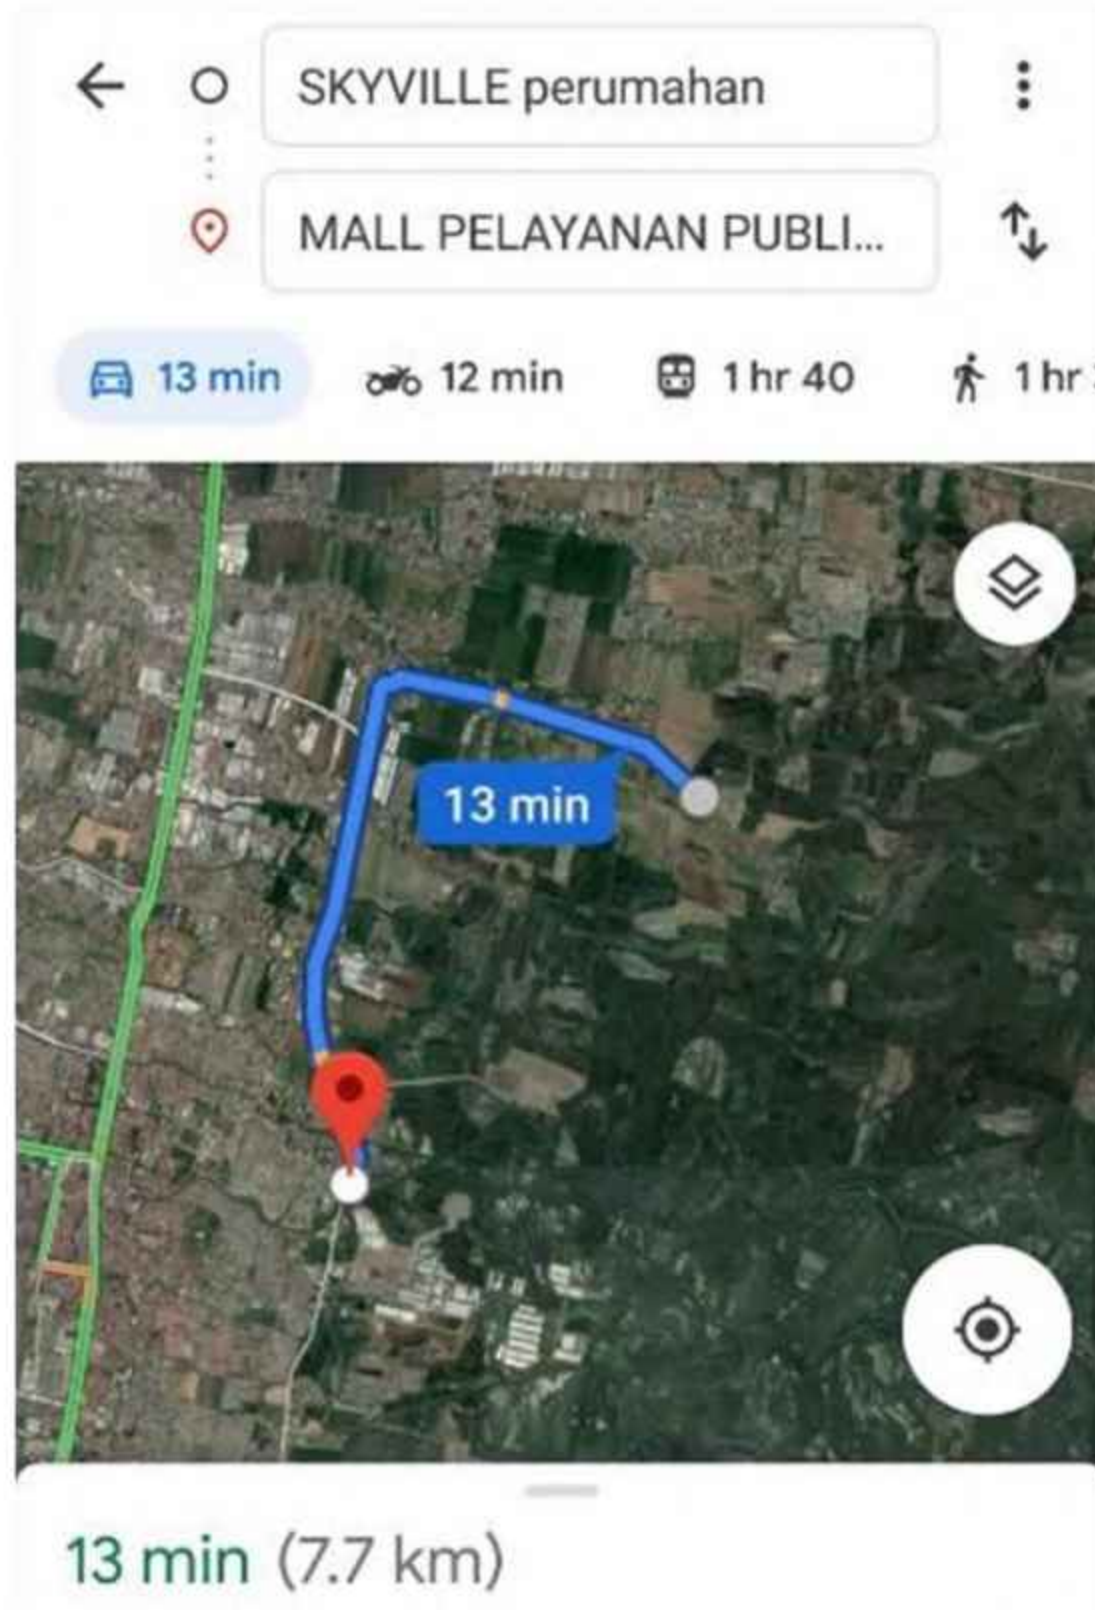 SKYVILLE perumahan
MALL PELAYANAN PUBLI...
13 min 12 min 1 hr 40 1 hr
13 min
13 min (7.7 km)